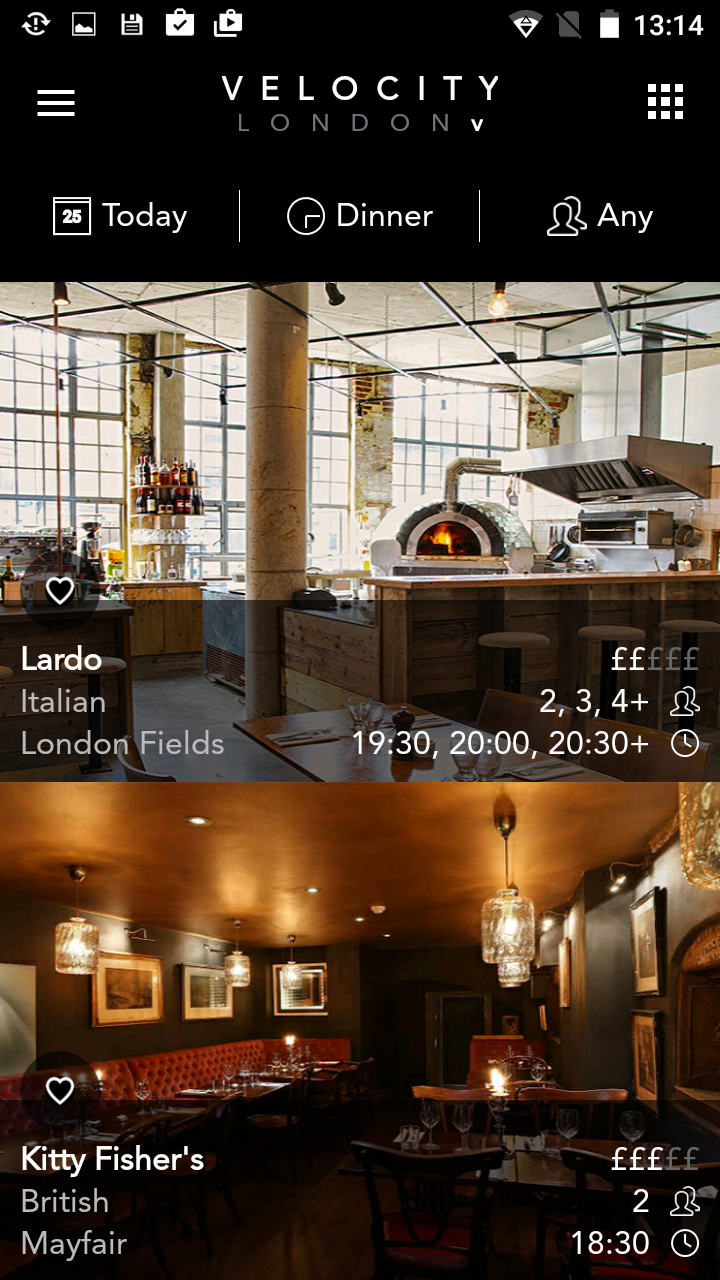 13:14
VELOCITY
LONDON v
25 Today Dinner Any
Lardo £££££
Italian 2, 3, 4+
London Fields 19:30, 20:00, 20:30+
Kitty Fisher's £££££
British 2
Mayfair 18:30